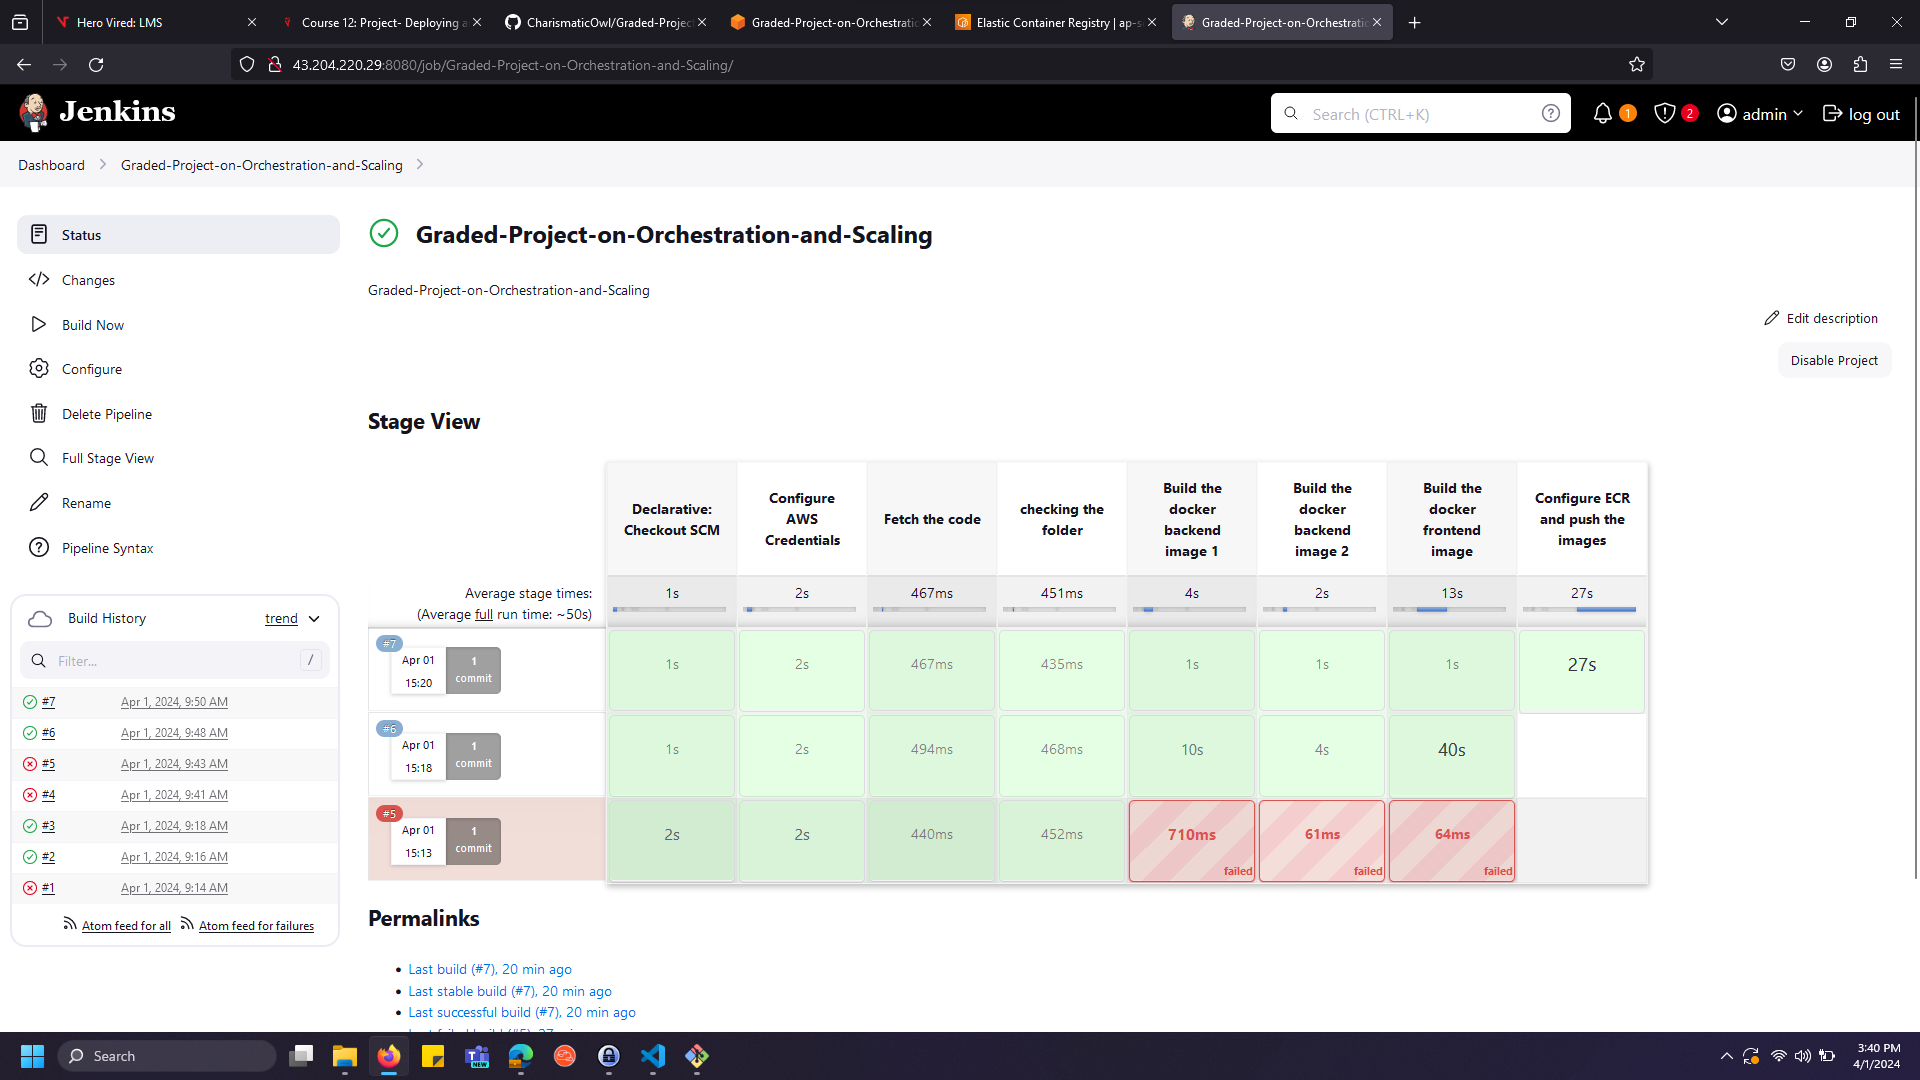 Hero Vired: LMS
Course 12: Project- Deploying a
CharismaticOwl/Graded-Project
Graded-Project-on-Orchestratio
Elastic Container Registry | ap-s
Graded-Project-on-Orchestratio
43.204.220.29:8080/job/Graded-Project-on-Orchestration-and-Scaling/
Jenkins
Search (CTRL+K)
1
2
admin
log out
Dashboard
Graded-Project-on-Orchestration-and-Scaling
Status
Changes
Build Now
Configure
Delete Pipeline
Full Stage View
Rename
Pipeline Syntax
Build History
trend
Filter...
/
#7 Apr 1, 2024, 9:50 AM
#6 Apr 1, 2024, 9:48 AM
#5 Apr 1, 2024, 9:43 AM
#4 Apr 1, 2024, 9:41 AM
#3 Apr 1, 2024, 9:18 AM
#2 Apr 1, 2024, 9:16 AM
#1 Apr 1, 2024, 9:14 AM
Atom feed for all
Atom feed for failures
Graded-Project-on-Orchestration-and-Scaling
Graded-Project-on-Orchestration-and-Scaling
Edit description
Disable Project
Stage View
Declarative:
Checkout SCM
Configure
AWS
Credentials
Fetch the code
checking the
folder
Build the
docker
backend
image 1
Build the
docker
backend
image 2
Build the
docker
frontend
image
Configure ECR
and push the
images
Average stage times:
(Average full run time: ~50s)
1s
2s
467ms
451ms
4s
2s
13s
27s
#7
Apr 01
15:20
1
commit
1s
2s
467ms
435ms
1s
1s
1s
27s
#6
Apr 01
15:18
1
commit
1s
2s
494ms
468ms
10s
4s
40s
#5
Apr 01
15:13
1
commit
2s
2s
440ms
452ms
710ms
failed
61ms
failed
64ms
failed
Permalinks
Last build (#7), 20 min ago
Last stable build (#7), 20 min ago
Last successful build (#7), 20 min ago
Search
NEW
3:40 PM
4/1/2024